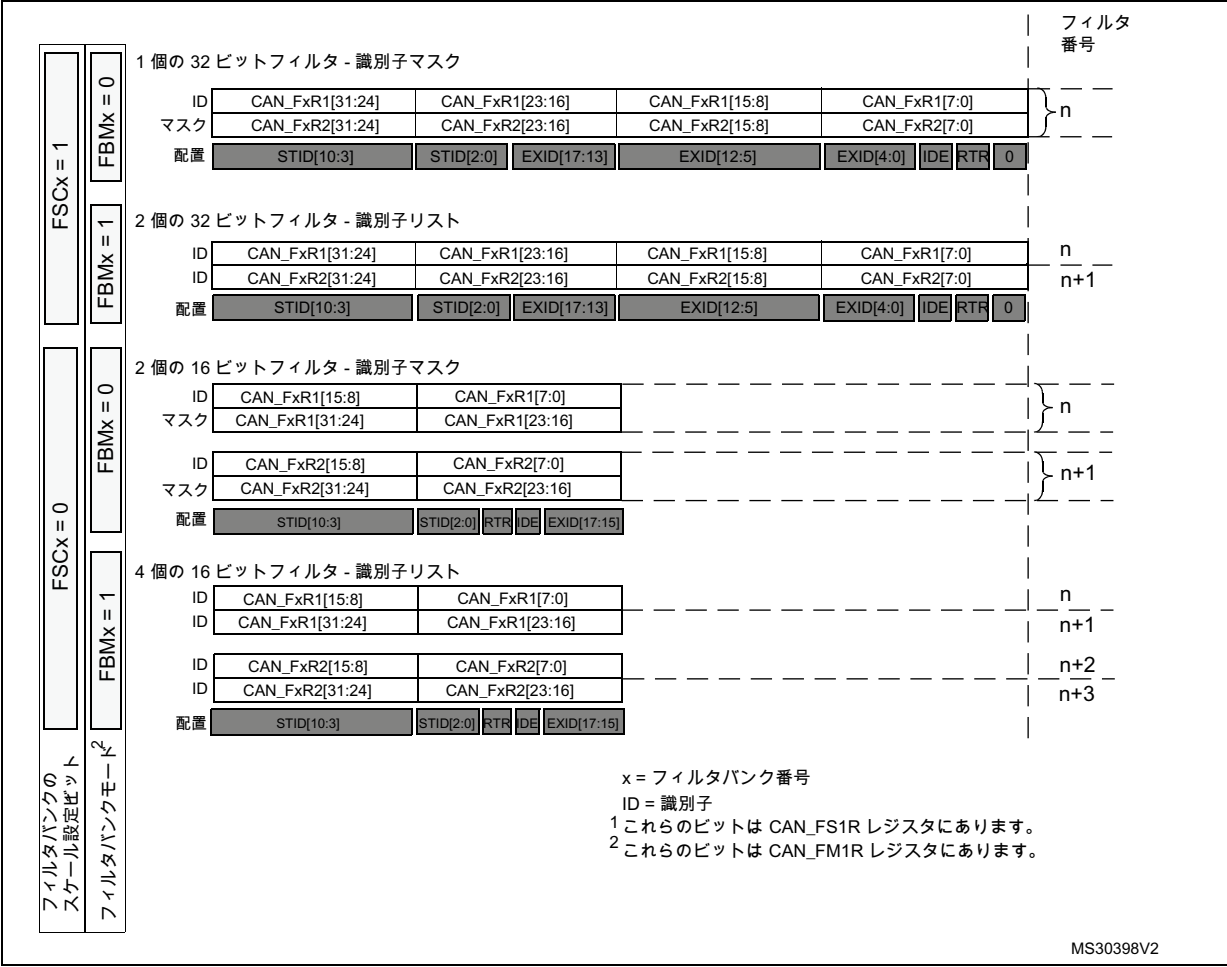 フィルタ
番号
FSCx = 1
FBMx = 0
1 個の 32 ビットフィルタ - 識別子マスク
ID CAN_FxR1[31:24] CAN_FxR1[23:16] CAN_FxR1[15:8] CAN_FxR1[7:0]
マスク CAN_FxR2[31:24] CAN_FxR2[23:16] CAN_FxR2[15:8] CAN_FxR2[7:0]
n
配置 STID[10:3] STID[2:0] EXID[17:13] EXID[12:5] EXID[4:0] IDE RTR 0
FBMx = 1
2 個の 32 ビットフィルタ - 識別子リスト
ID CAN_FxR1[31:24] CAN_FxR1[23:16] CAN_FxR1[15:8] CAN_FxR1[7:0] n
ID CAN_FxR2[31:24] CAN_FxR2[23:16] CAN_FxR2[15:8] CAN_FxR2[7:0] n+1
配置 STID[10:3] STID[2:0] EXID[17:13] EXID[12:5] EXID[4:0] IDE RTR 0
FSCx = 0
FBMx = 0
2 個の 16 ビットフィルタ - 識別子マスク
ID CAN_FxR1[15:8] CAN_FxR1[7:0]
マスク CAN_FxR1[31:24] CAN_FxR1[23:16]
n
ID CAN_FxR2[15:8] CAN_FxR2[7:0]
マスク CAN_FxR2[31:24] CAN_FxR2[23:16]
n+1
配置 STID[10:3] STID[2:0] RTR IDE EXID[17:15]
FBMx = 1
4 個の 16 ビットフィルタ - 識別子リスト
ID CAN_FxR1[15:8] CAN_FxR1[7:0] n
ID CAN_FxR1[31:24] CAN_FxR1[23:16] n+1
ID CAN_FxR2[15:8] CAN_FxR2[7:0] n+2
ID CAN_FxR2[31:24] CAN_FxR2[23:16] n+3
配置 STID[10:3] STID[2:0] RTR IDE EXID[17:15]
フィルタバンクの
スケール設定ビット
フィルタバンクモード2
x = フィルタバンク番号
ID = 識別子
1 これらのビットは CAN_FS1R レジスタにあります。
2 これらのビットは CAN_FM1R レジスタにあります。
MS30398V2